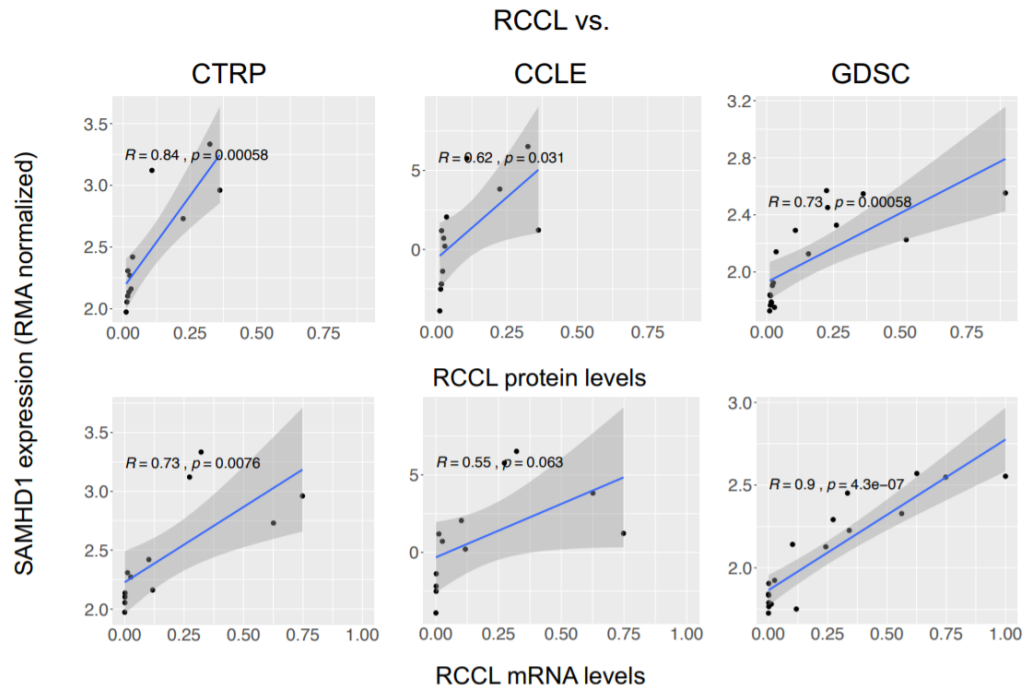 RCCL vs.
CTRP CCLE GDSC
SAMHD1 expression (RMA normalized)
3.5
3.0
2.5
2.0
R = 0.84 , p = 0.00058
0.00 0.25 0.50 0.75
5
0
R = 0.62 , p = 0.031
0.00 0.25 0.50 0.75
3.2
2.8
2.4
2.0
R = 0.73 , p = 0.00058
0.00 0.25 0.50 0.75
RCCL protein levels
3.5
3.0
2.5
2.0
R = 0.73 , p = 0.0076
0.00 0.25 0.50 0.75 1.00
5
0
R = 0.55 , p = 0.063
0.00 0.25 0.50 0.75 1.00
3.0
2.5
2.0
R = 0.9 , p = 4.3e−07
0.00 0.25 0.50 0.75 1.00
RCCL mRNA levels